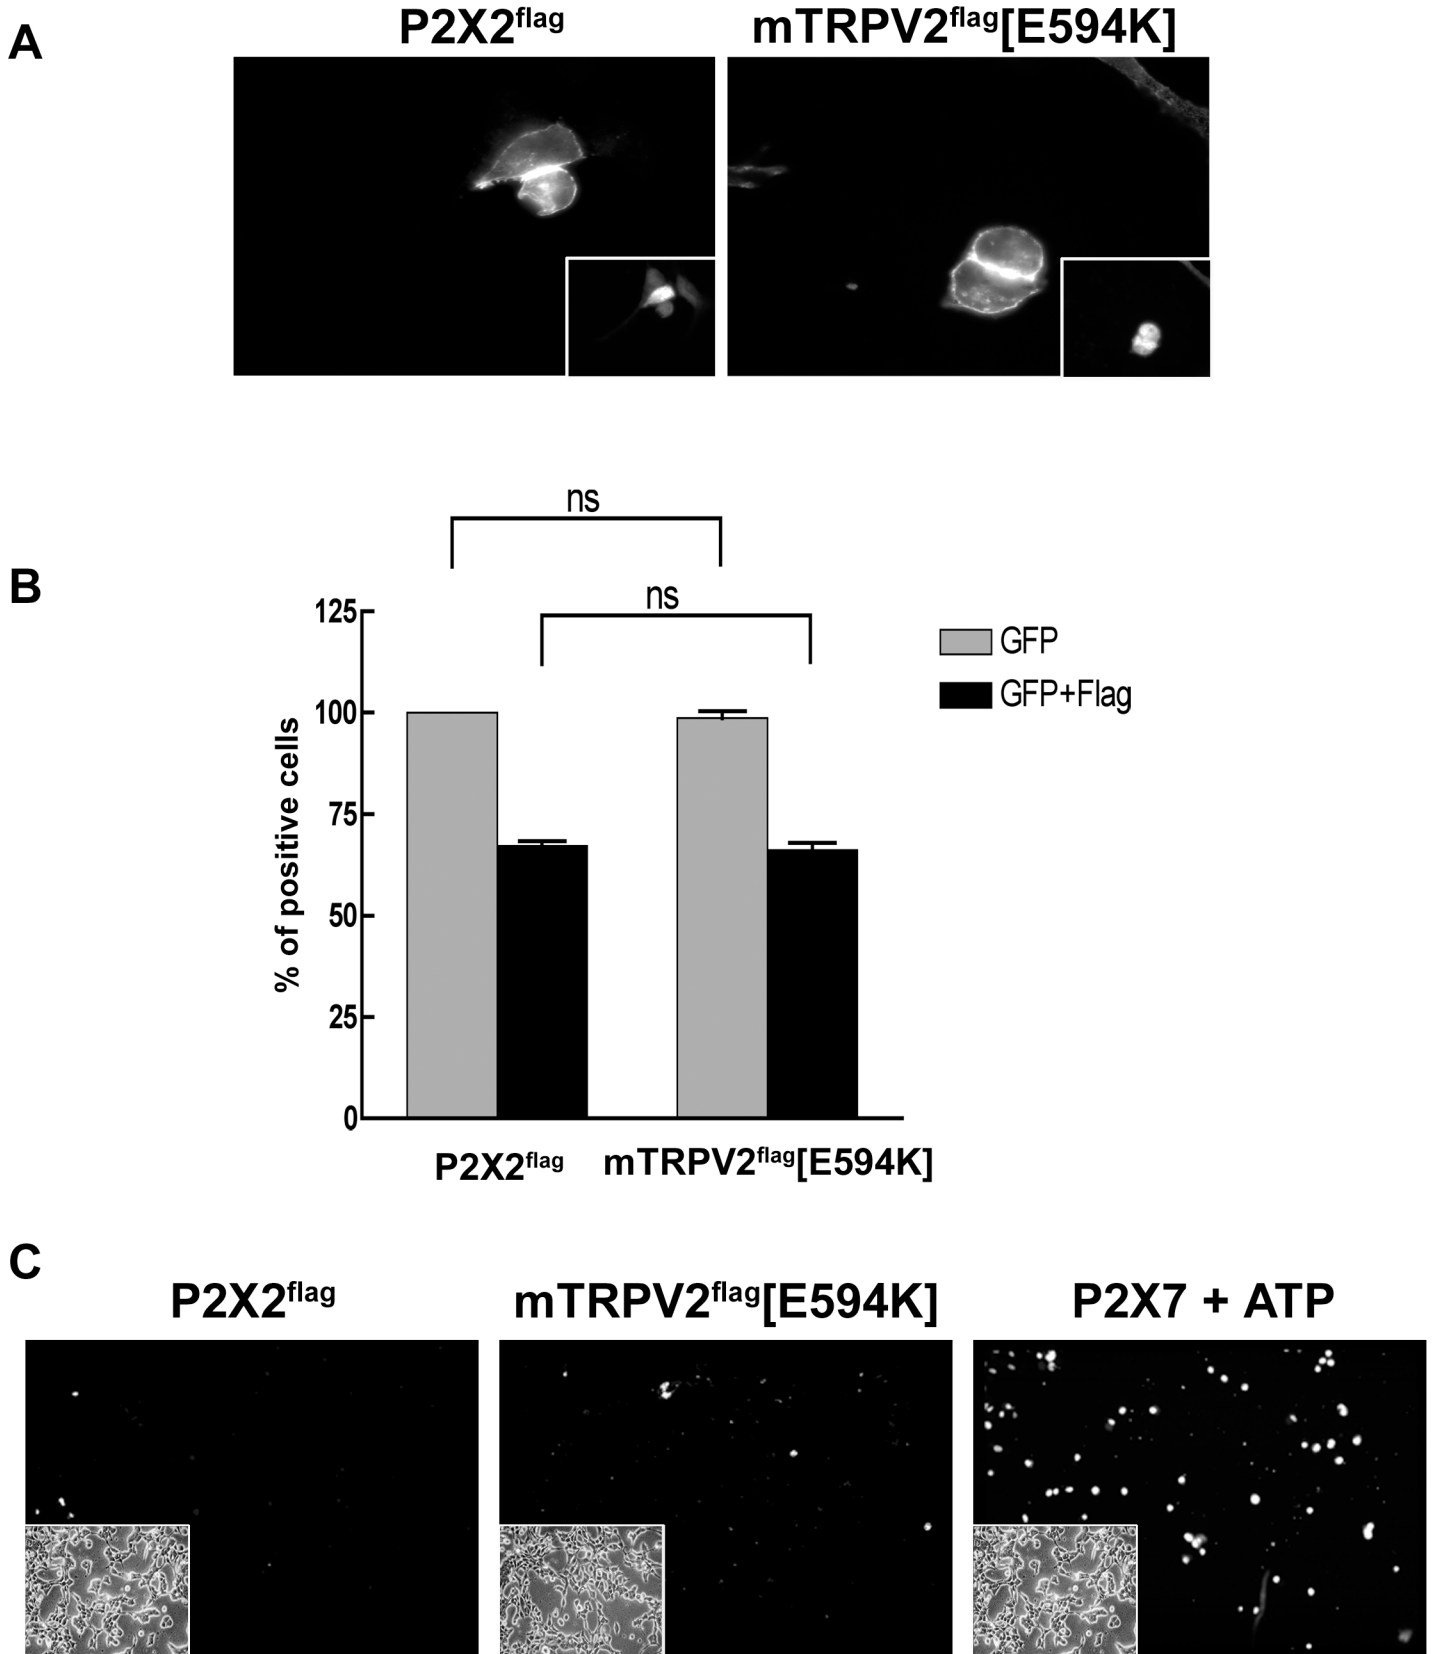 A
P2X2flag
mTRPV2flag[E594K]
B
ns
ns
125
100
75
50
25
0
% of positive cells
GFP
GFP+Flag
P2X2flag
mTRPV2flag[E594K]
C
P2X2flag
mTRPV2flag[E594K]
P2X7 + ATP